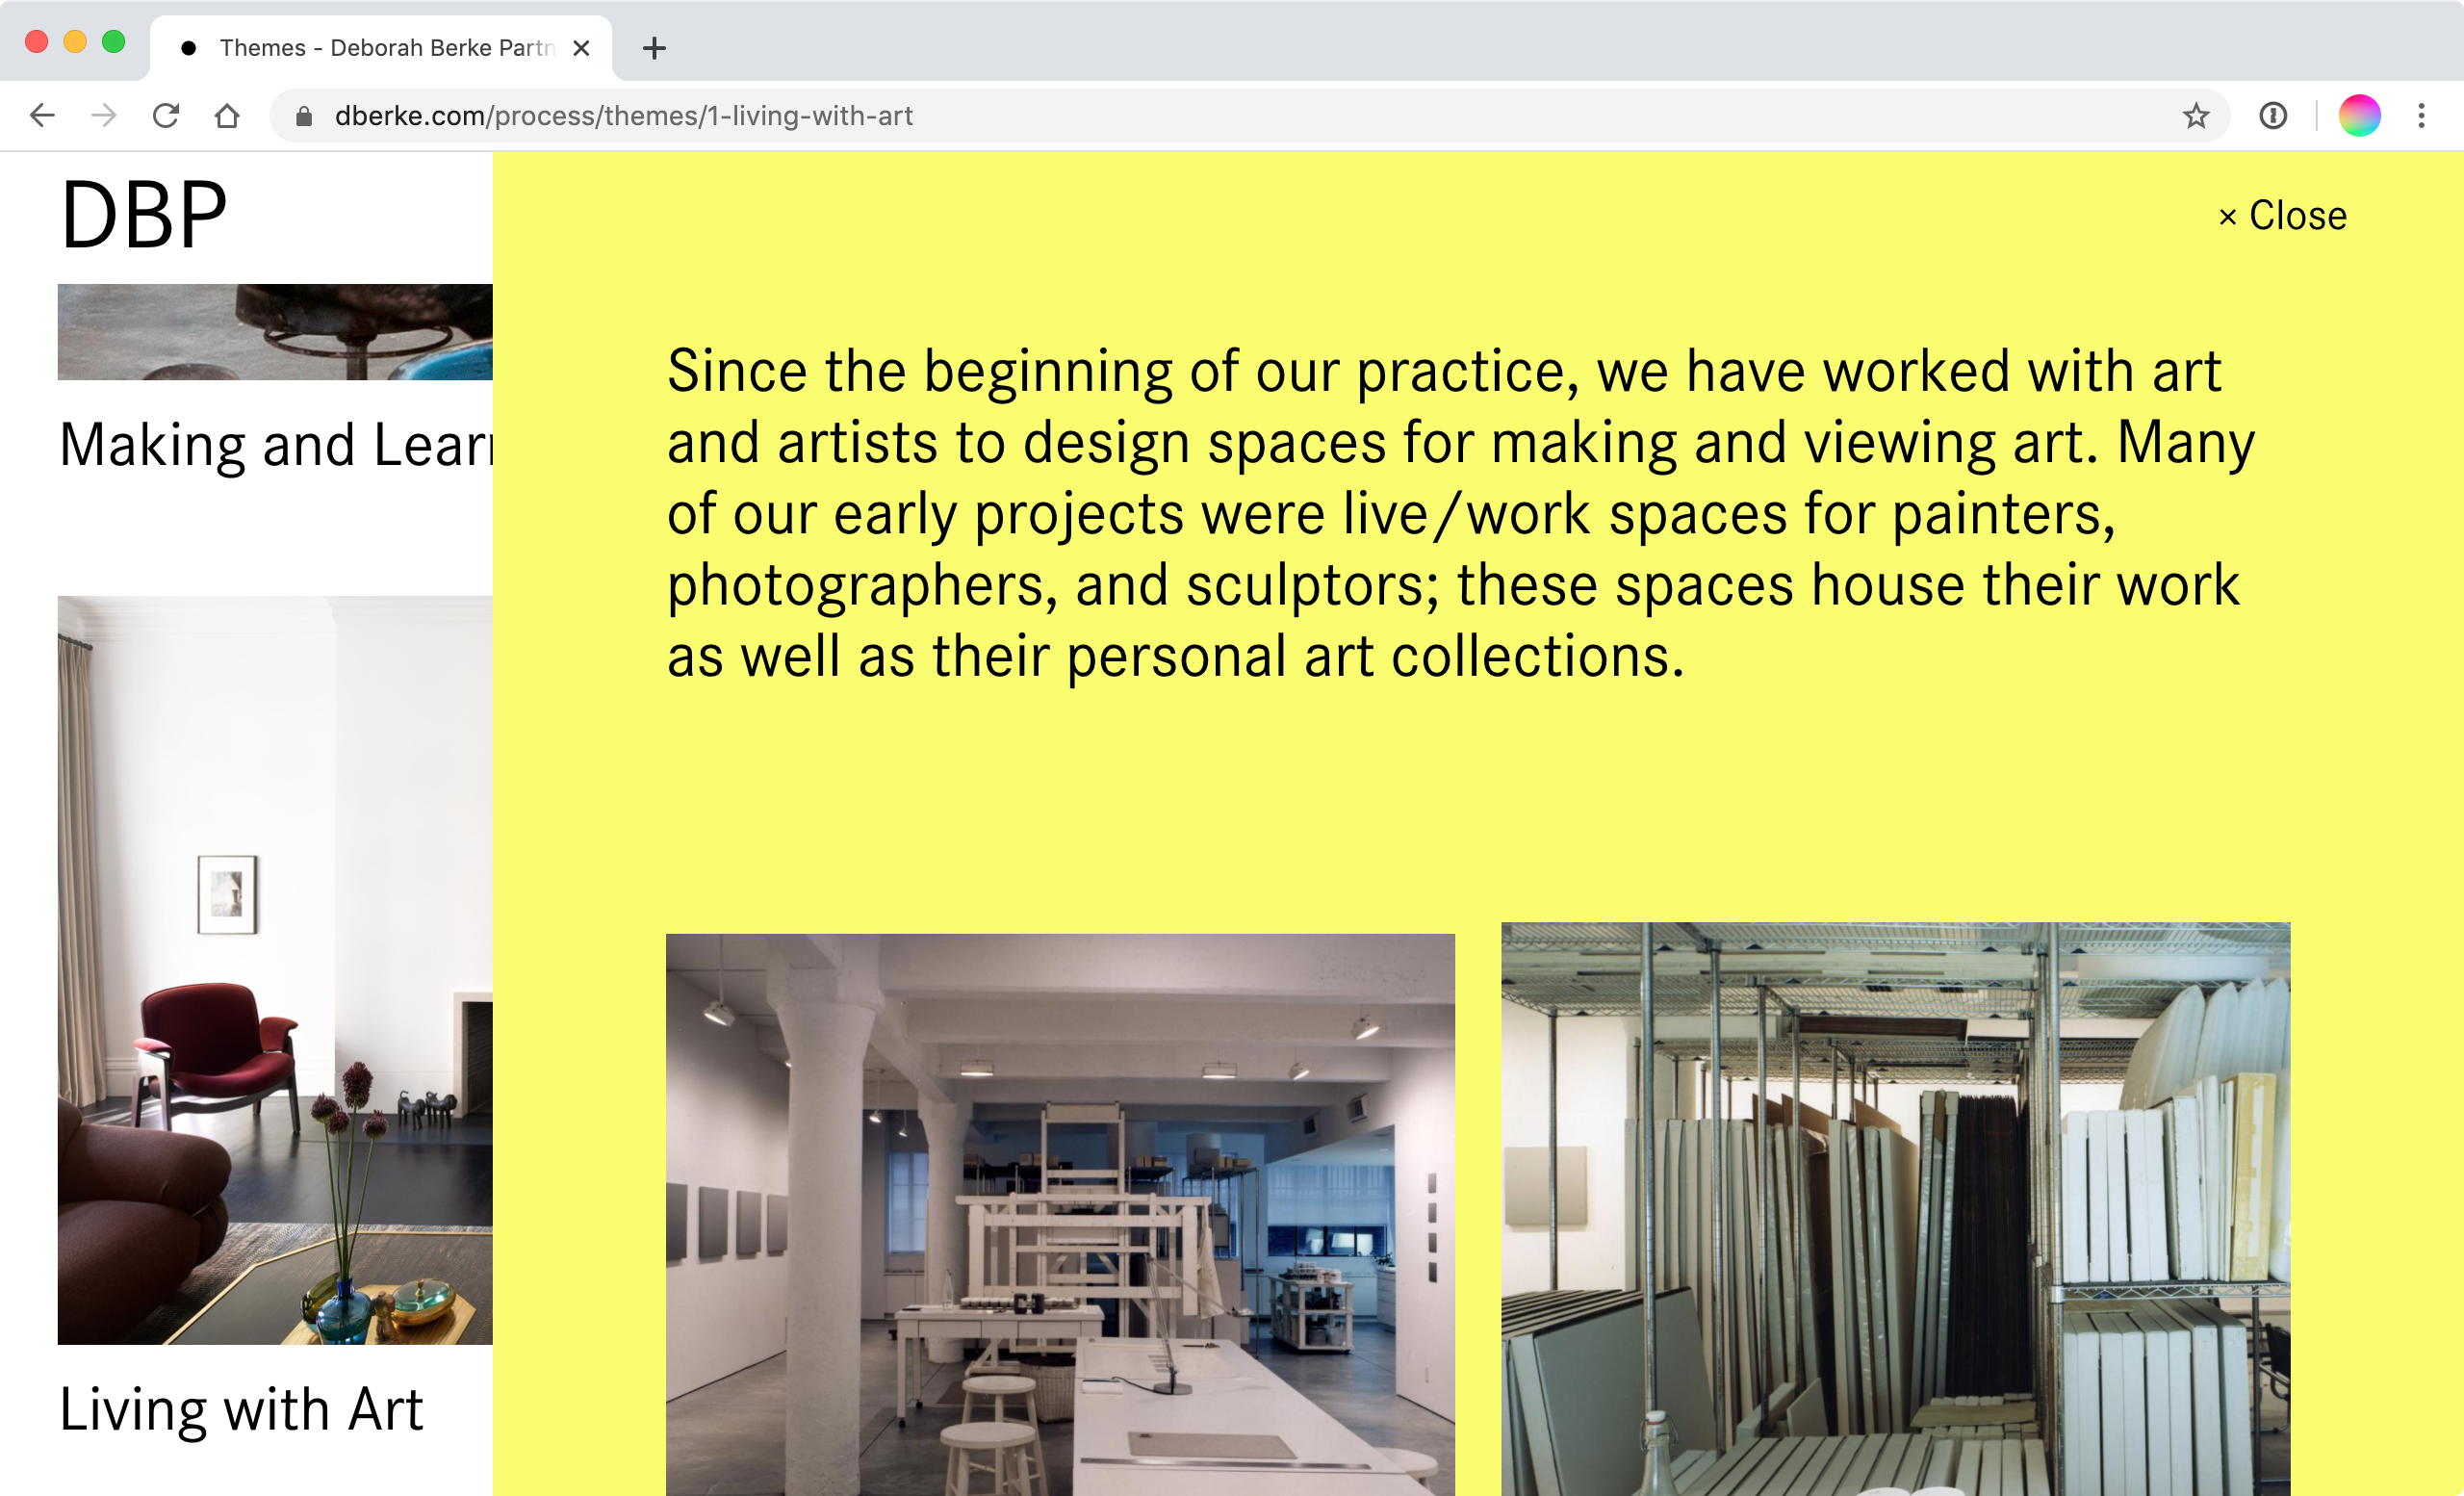 Themes - Deborah Berke Partn
dberke.com/process/themes/1-living-with-art
DBP
× Close
Making and Lear
Since the beginning of our practice, we have worked with art
and artists to design spaces for making and viewing art. Many
of our early projects were live/work spaces for painters,
photographers, and sculptors; these spaces house their work
as well as their personal art collections.
Living with Art